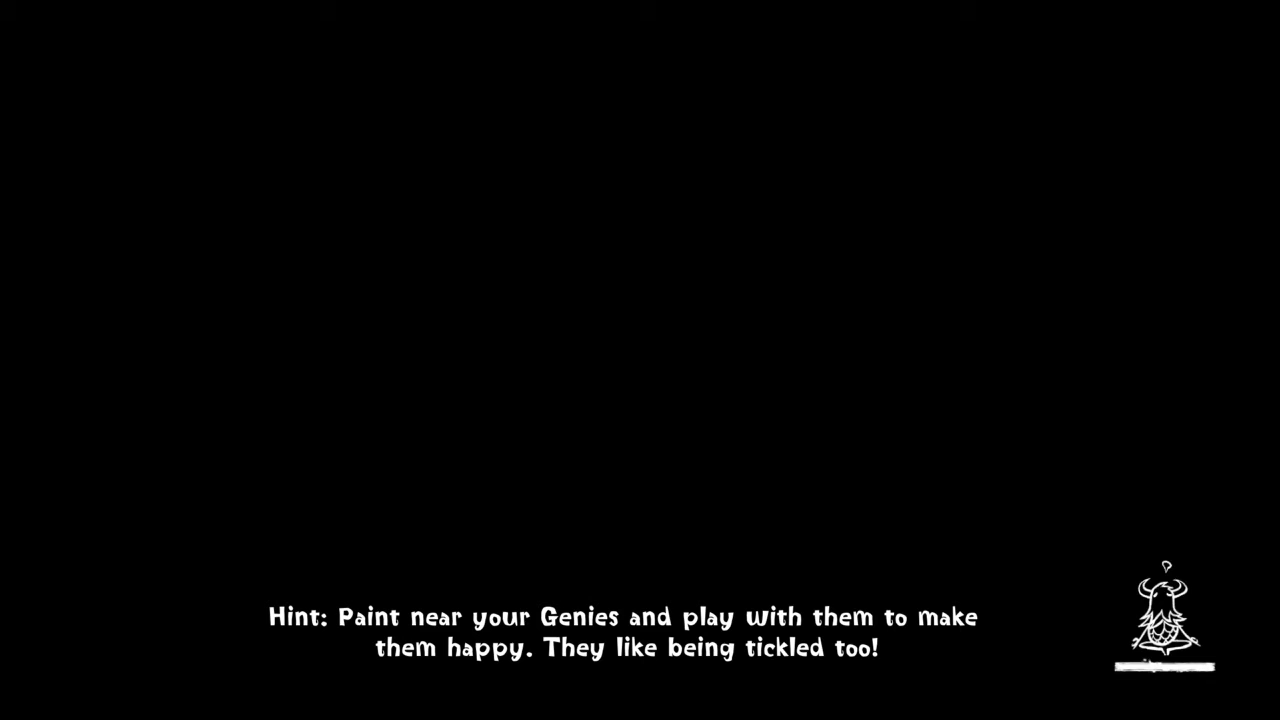 Hint: Paint near your Genies and play with them to make
them happy. They like being tickled too!